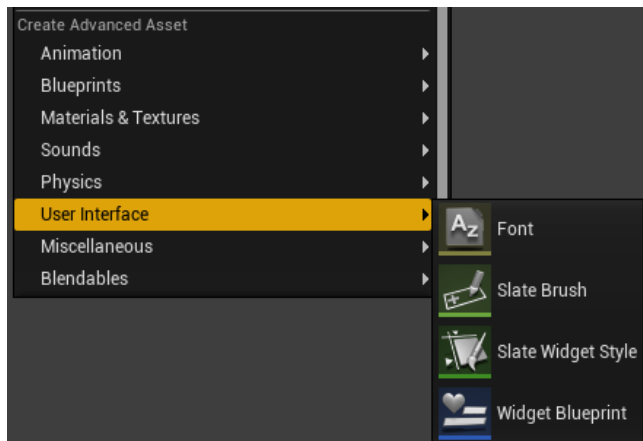 Create Advanced Asset
Animation
Blueprints
Materials & Textures
Sounds
Physics
User Interface
Miscellaneous
Blendables
Font
Slate Brush
Slate Widget Style
Widget Blueprint